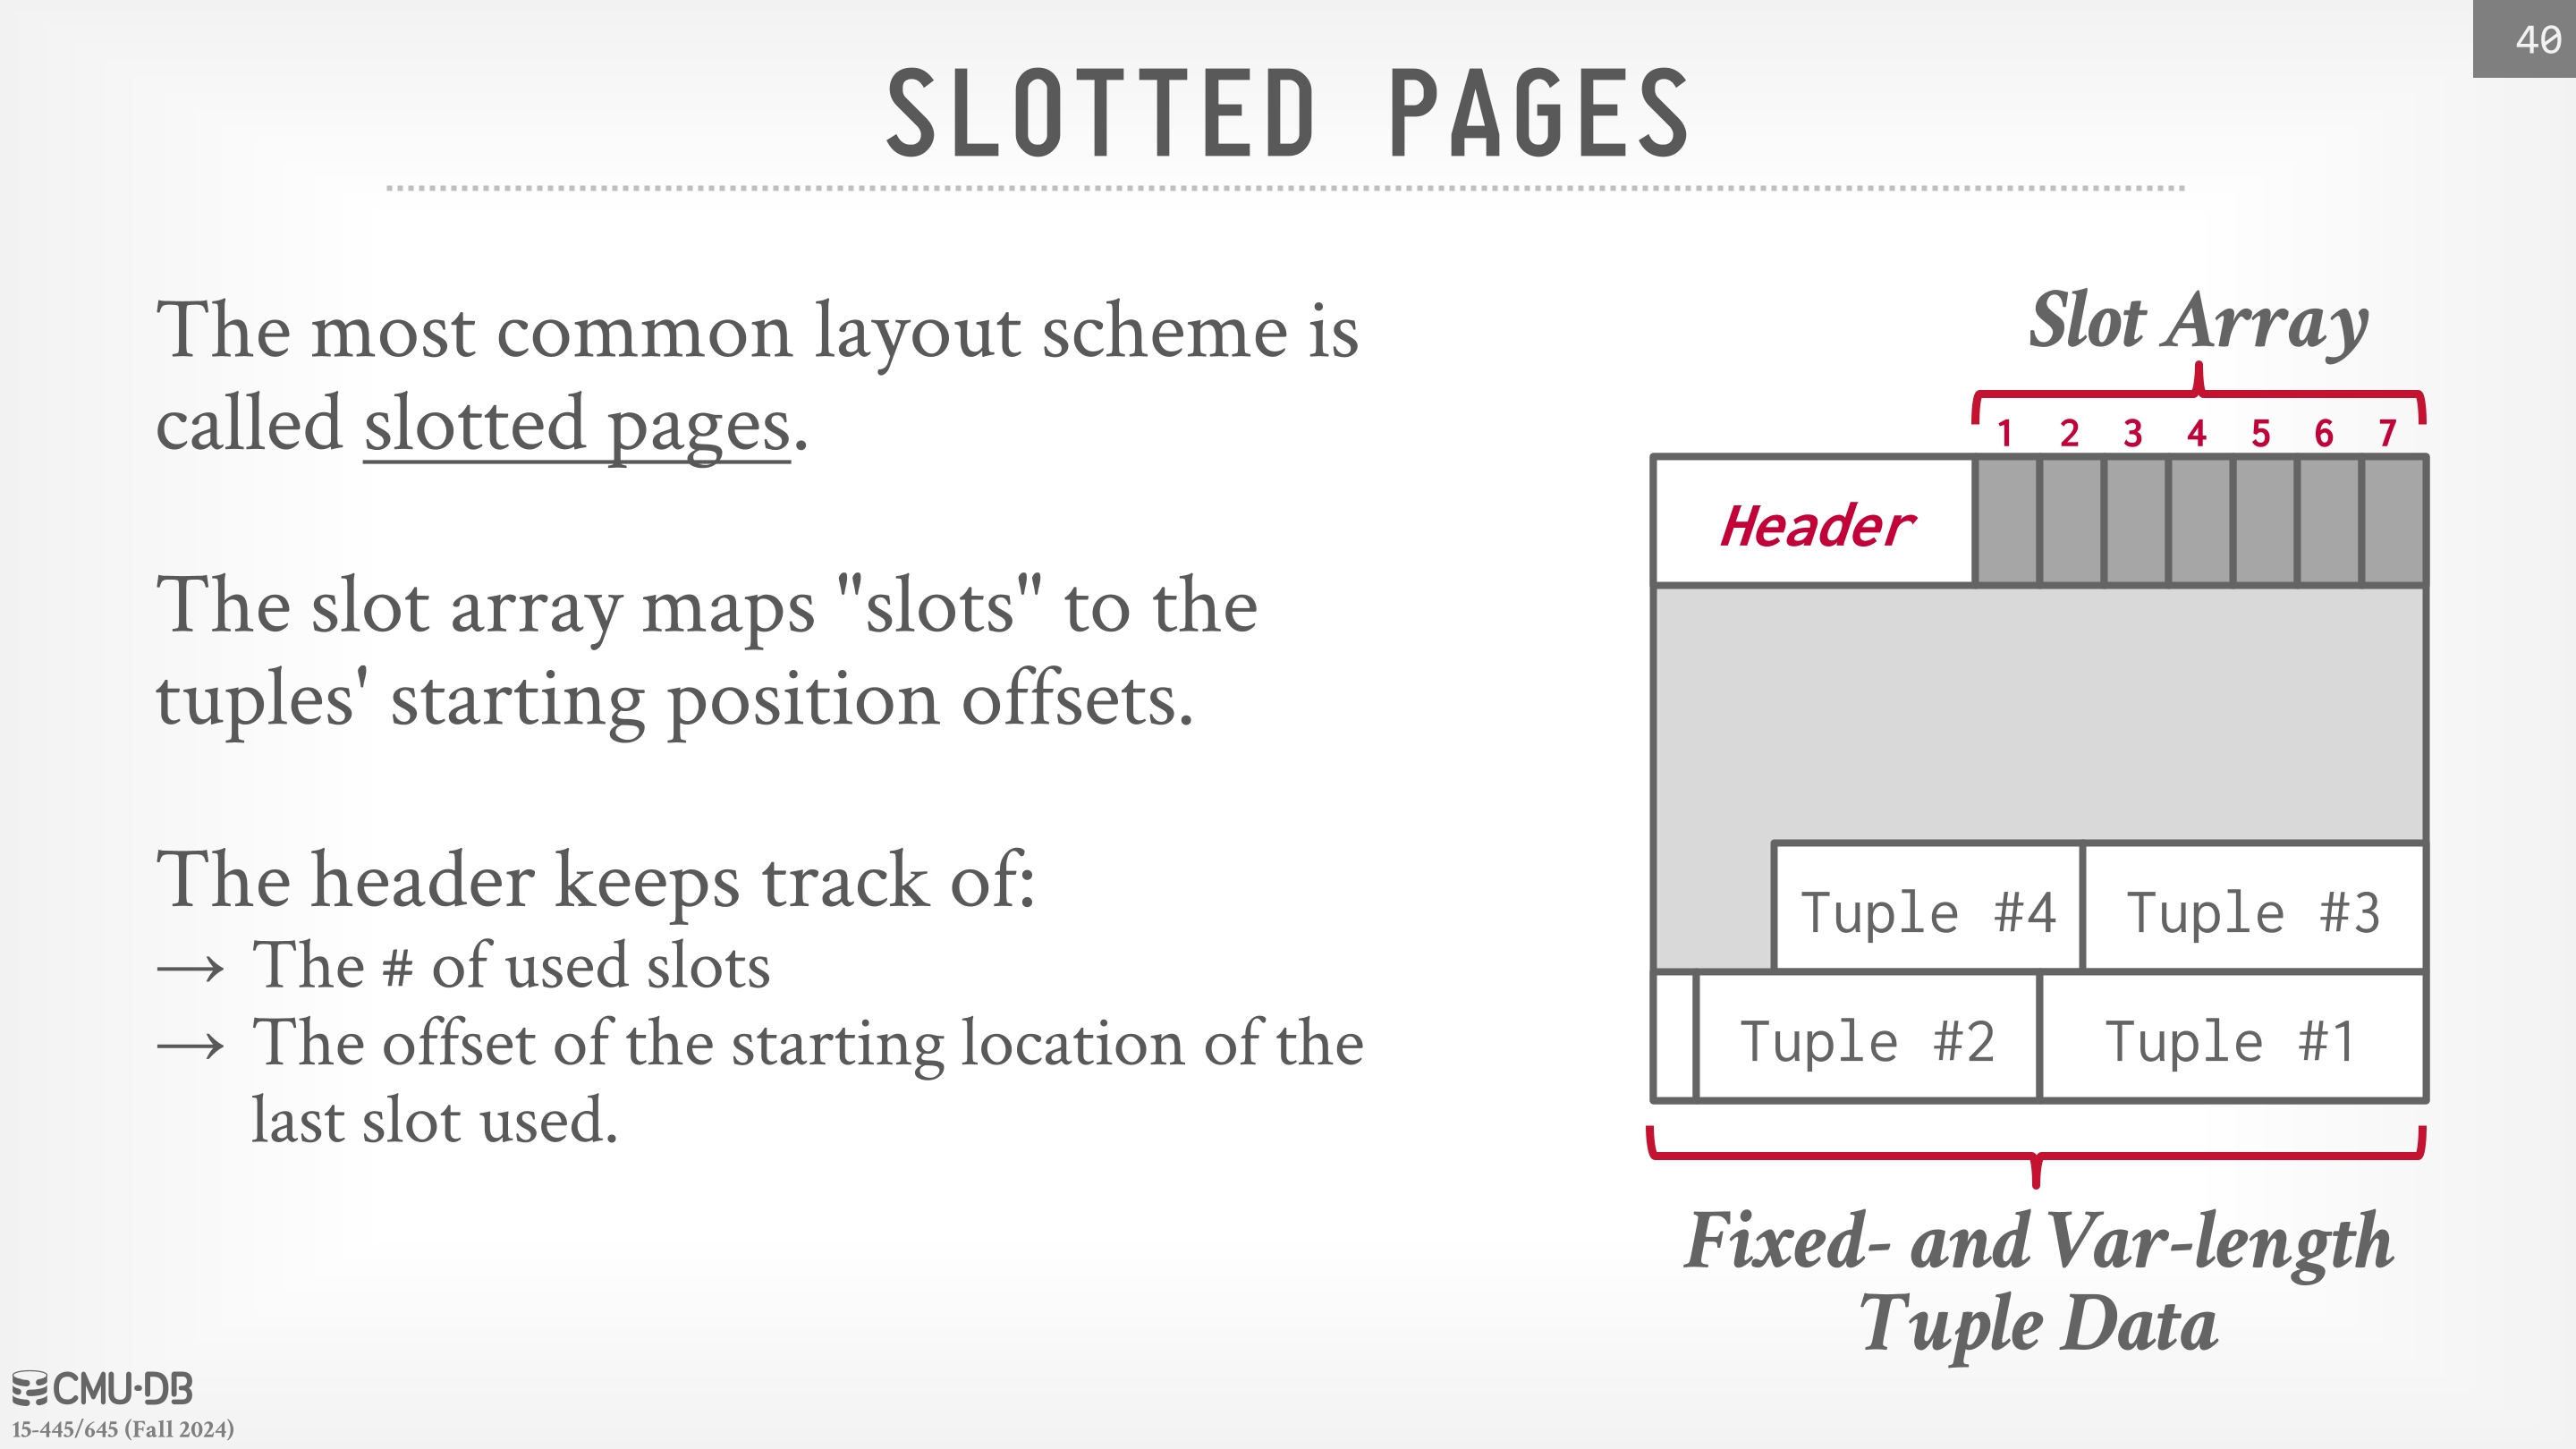 40
SLOTTED PAGES
The most common layout scheme is
called slotted pages.
The slot array maps "slots" to the
tuples' starting position offsets.
The header keeps track of:
→ The # of used slots
→ The offset of the starting location of the
last slot used.
Slot Array
1 2 3 4 5 6 7
Header
Tuple #4 Tuple #3
Tuple #2 Tuple #1
Fixed- and Var-length
Tuple Data
CMU·DB
15-445/645 (Fall 2024)